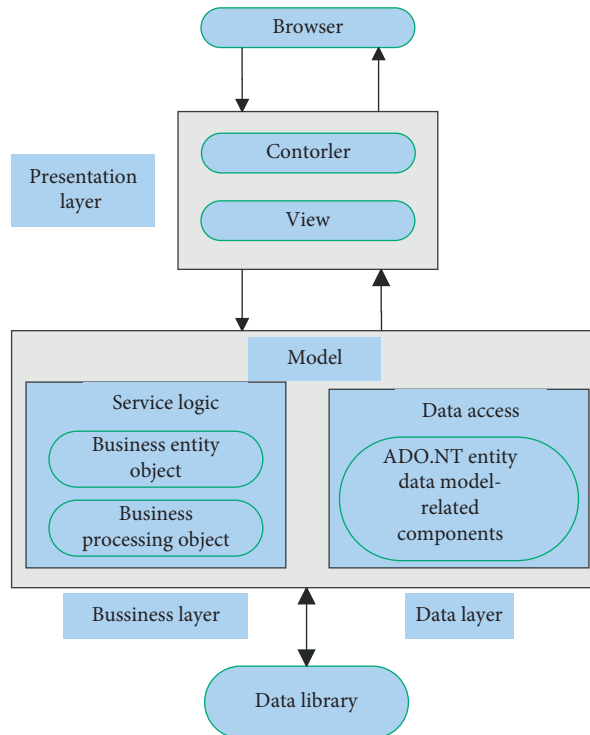 Browser
Contorler
Presentation
layer
View
Model
Service logic
Business entity
object
Business
processing object
Data access
ADO.NT entity
data model-
related
components
Bussiness layer
Data layer
Data library